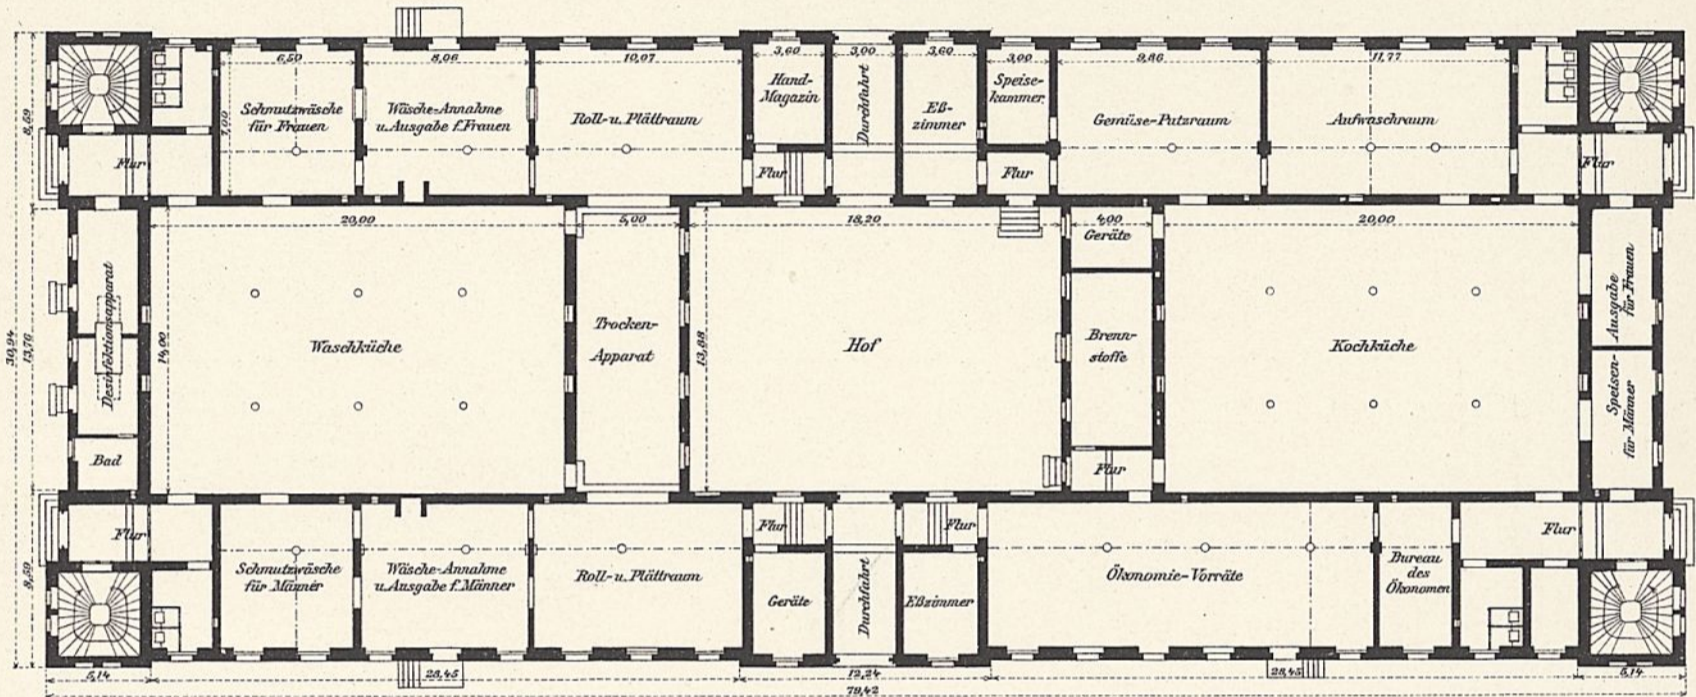 6,50
8,06
10,07
3,60
3,00
3,60
3,00
9,86
11,77
Schmutzwäsche
für Frauen
7,00
Wäsche-Annahme
u. Ausgabe f. Frauen
Roll- u. Plättraum
Hand-
Magazin
Durchfahrt
Eß-
zimmer
Speise-
kammer
Gemüse-Putzraum
Aufwaschraum
8,59
Flur
Flur
Flur
Flur
20,00
5,00
18,20
4,00
20,00
Geräte
30,94
13,76
Desinfektionsapparat
14,00
Waschküche
Trocken-
Apparat
13,88
Hof
Brenn-
stoffe
Kochküche
Ausgabe
für Frauen
Speisen-
für Männer
Bad
Flur
8,59
Flur
Schmutzwäsche
für Männer
Wäsche-Annahme
u. Ausgabe f. Männer
Roll- u. Plättraum
Flur
Geräte
Durchfahrt
Flur
Eßzimmer
Ökonomie-Vorräte
Bureau
des
Ökonomen
Flur
5,14
28,45
12,24
28,45
5,14
79,42